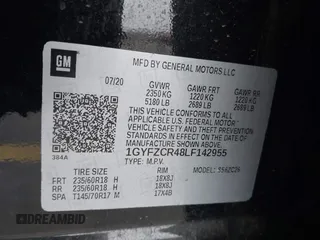 GM
MFD BY GENERAL MOTORS LLC
07/20
GVWR GAWR FRT GAWR RR
2350 KG 1220 KG 1220 KG
5180 LB 2689 LB 2689 LB
THIS VEHICLE CONFORMS TO ALL
APPLICABLE U.S. FEDERAL
MOTOR VEHICLE SAFETY STANDARDS
IN EFFECT ON THE DATE OF
MANUFACTURE SHOWN ABOVE.
1GYFZCR48LF142955
384A
TYPE: M.P.V.
MODEL:
TIRE SIZE RIM
FRT 235/60R18 H 18X8J
RR 235/60R18 H 18X8J
SPA T145/70R17 M 17X4B
DREAMBID